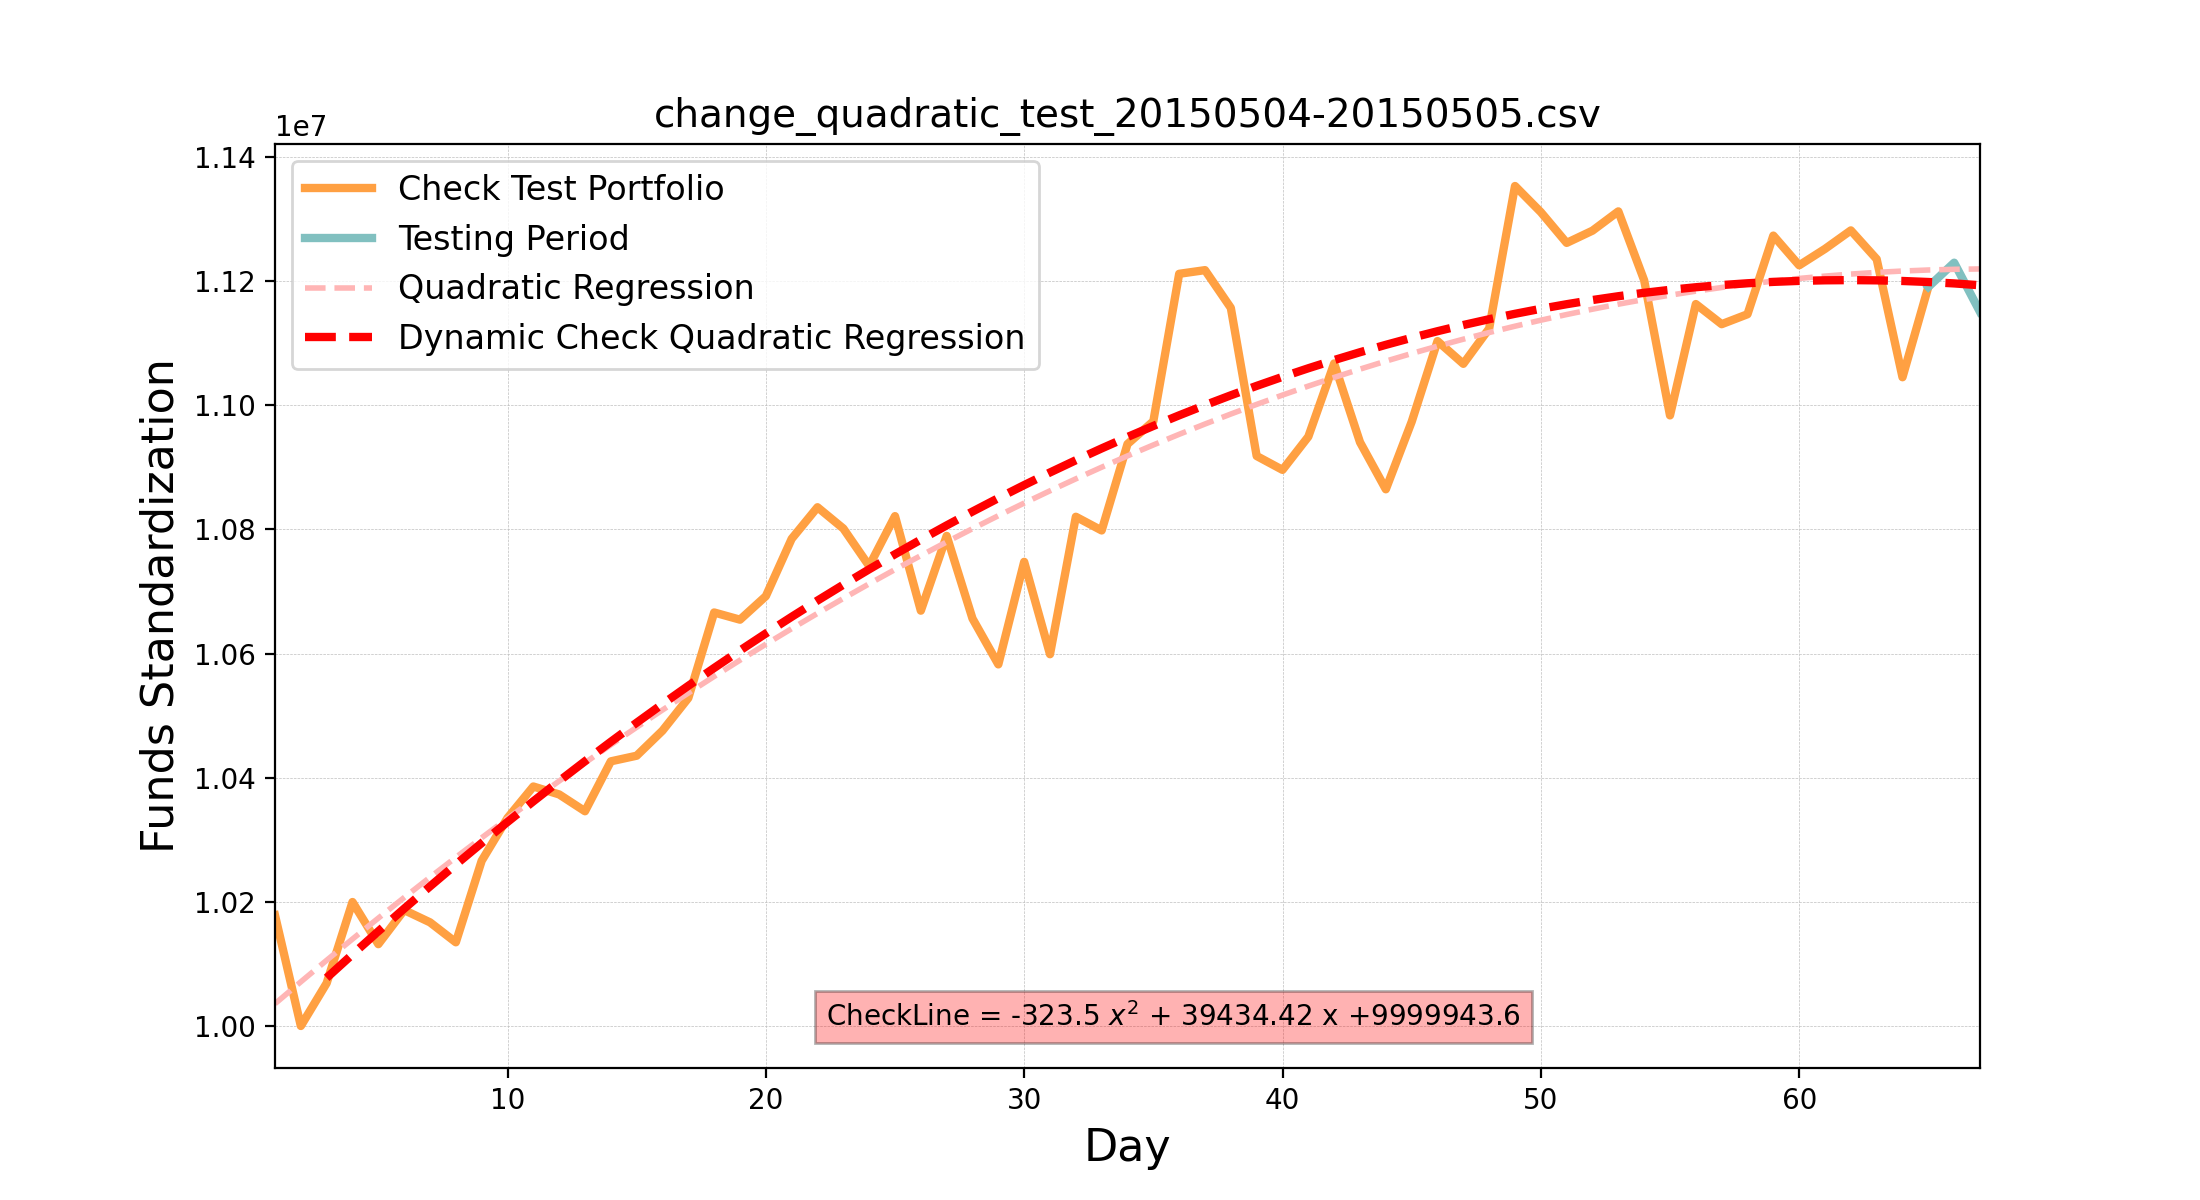 change_quadratic_test_20150504-20150505.csv
1e7
1.14
1.12
1.10
1.08
1.06
1.04
1.02
1.00
Funds Standardization
Check Test Portfolio
Testing Period
Quadratic Regression
Dynamic Check Quadratic Regression
CheckLine = -323.5 x² + 39434.42 x +9999943.6
10 20 30 40 50 60
Day